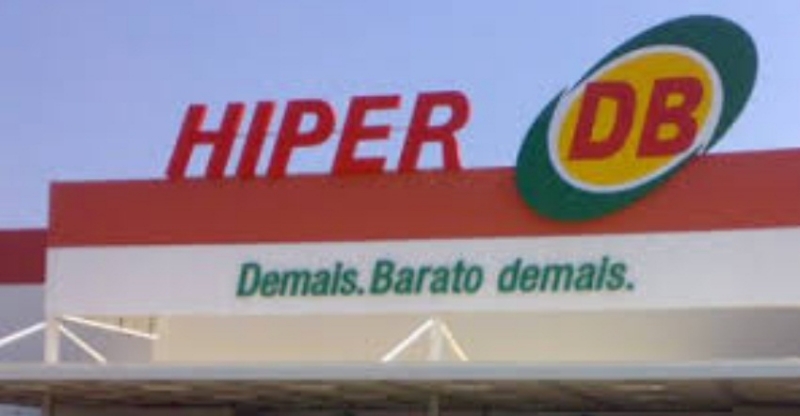 HIPER DB
Demais. Barato demais.